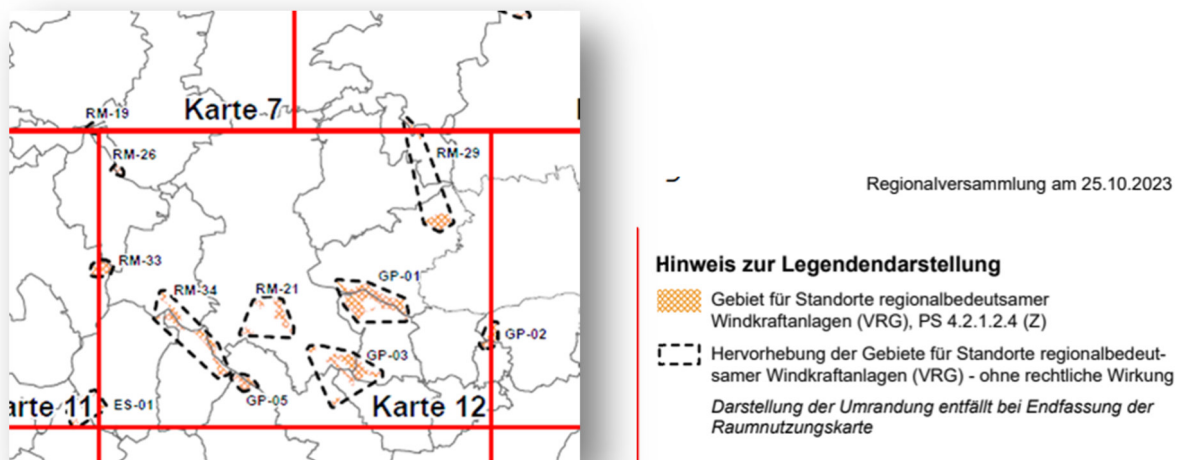 RM-19
Karte 7
RM-26
RM-29
RM-33
GP-01
RM-34
RM-21
GP-02
GP-03
GP-05
arte 11
ES-01
Karte 12
Regionalversammlung am 25.10.2023
Hinweis zur Legendendarstellung
Gebiet für Standorte regionalbedeutsamer
Windkraftanlagen (VRG), PS 4.2.1.2.4 (Z)
Hervorhebung der Gebiete für Standorte regionalbedeut-
samer Windkraftanlagen (VRG) - ohne rechtliche Wirkung
Darstellung der Umrandung entfällt bei Endfassung der
Raumnutzungskarte